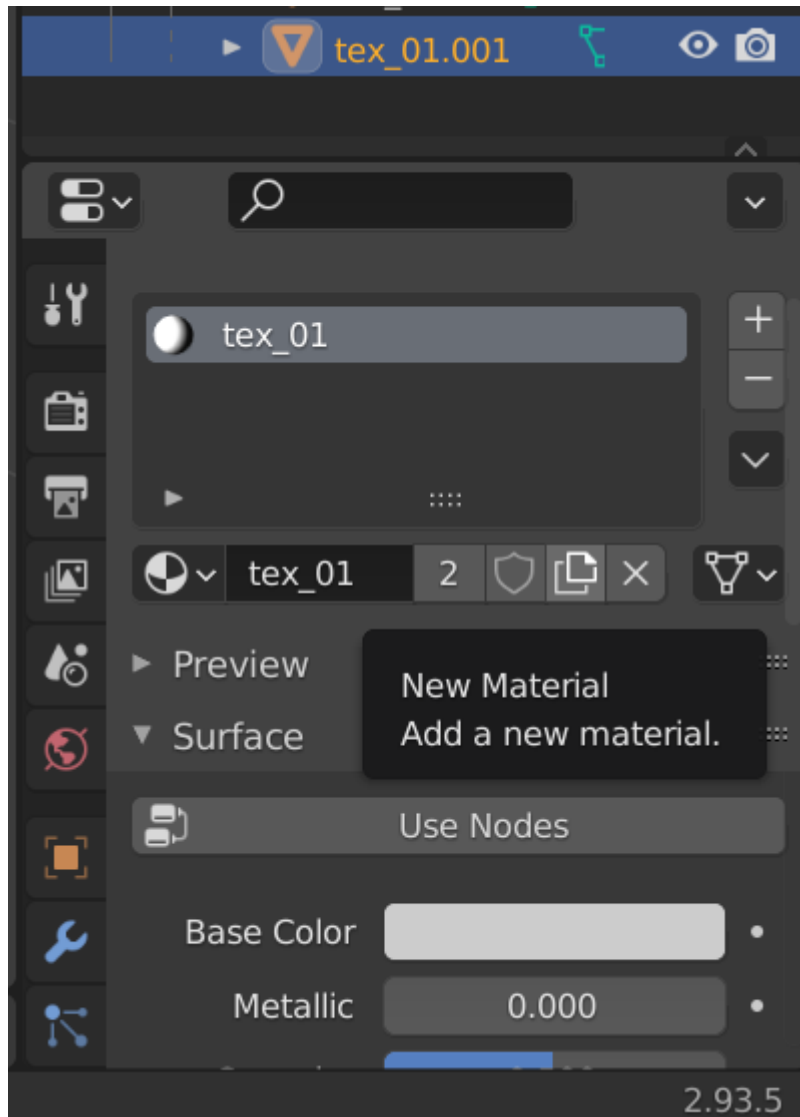 tex_01.001
tex_01
tex_01 2
Preview
New Material
Add a new material.
Surface
Use Nodes
Base Color
Metallic 0.000
2.93.5